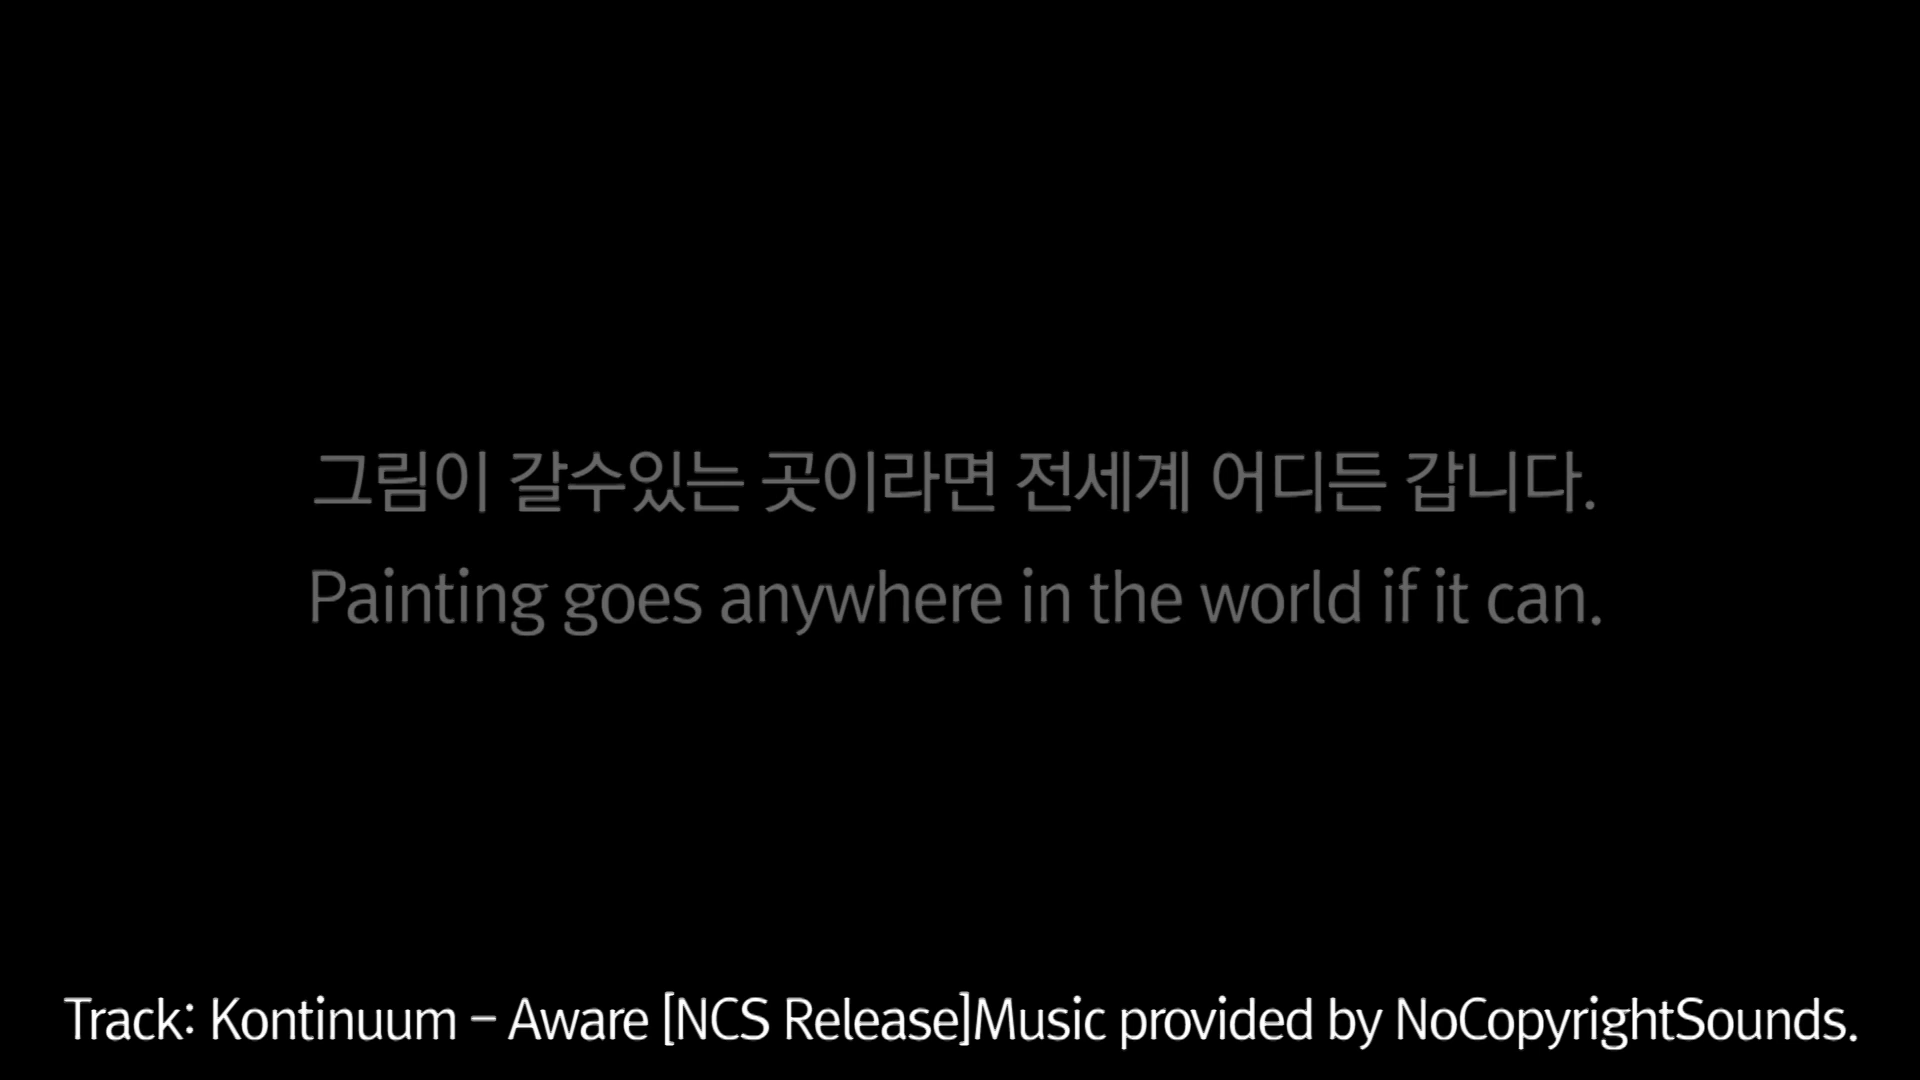 그림이 갈수있는 곳이라면 전세계 어디든 갑니다.
Painting goes anywhere in the world if it can.
Track: Kontinuum – Aware [NCS Release]Music provided by NoCopyrightSounds.